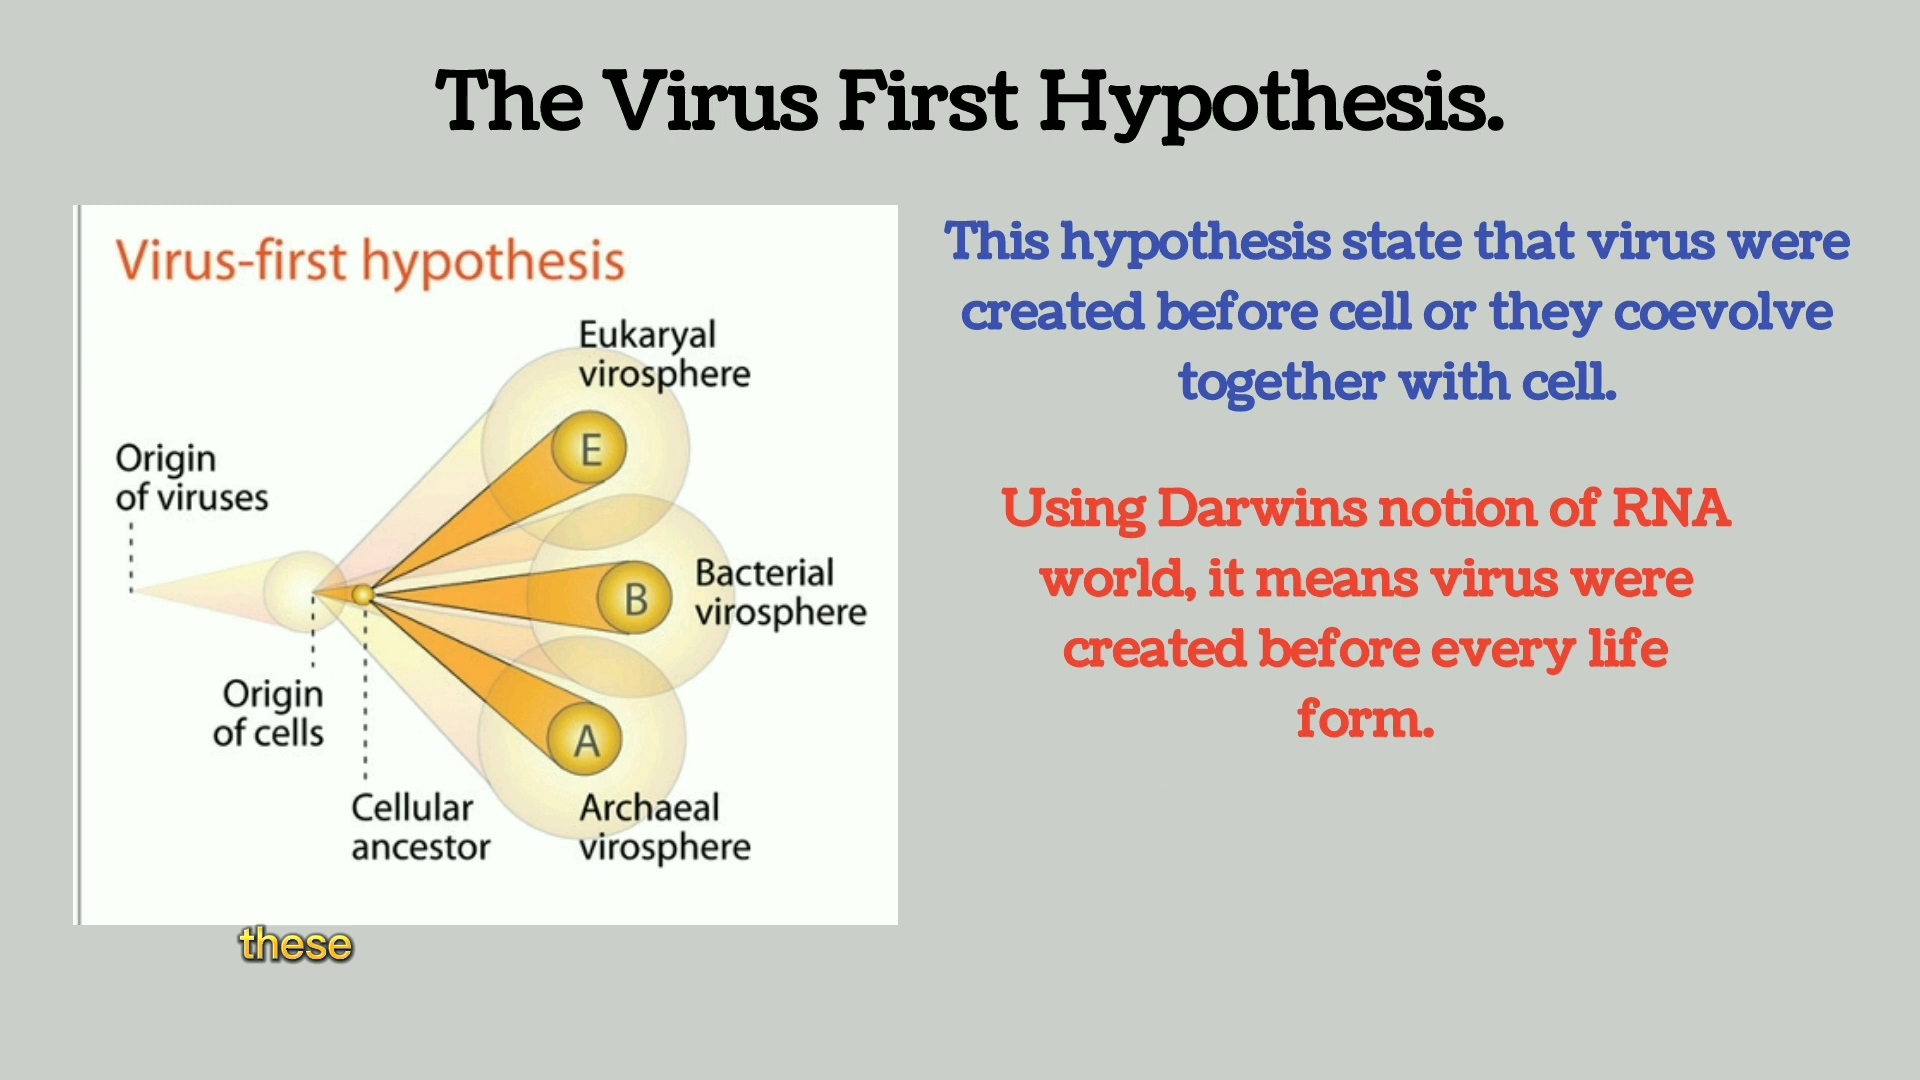 The Virus First Hypothesis.
Virus-first hypothesis
Eukaryal
virosphere
E
Origin
of viruses
Bacterial
virosphere
B
Origin
of cells
A
Cellular
ancestor
Archaeal
virosphere
This hypothesis state that virus were
created before cell or they coevolve
together with cell.
Using Darwins notion of RNA
world, it means virus were
created before every life
form.
these